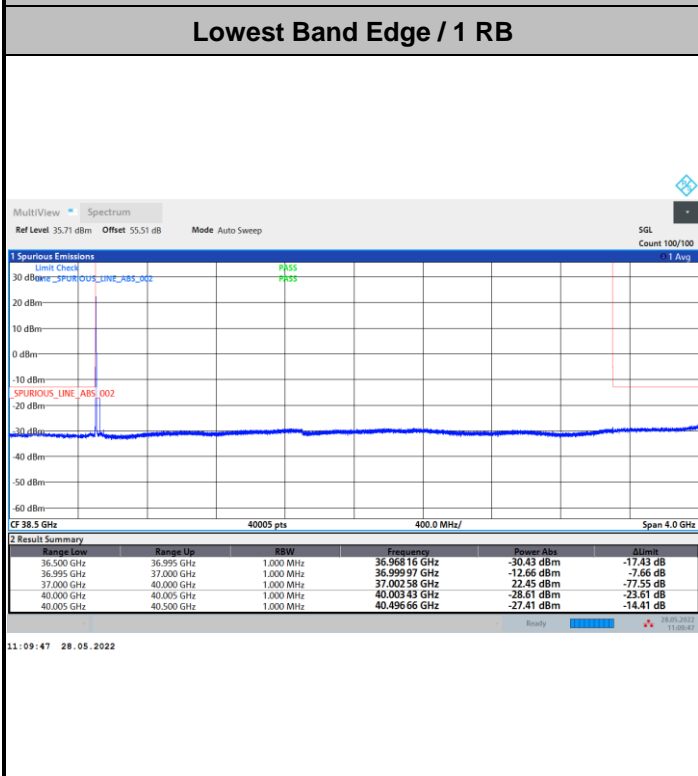 Lowest Band Edge / 1 RB
MultiView Spectrum
Ref Level 35.71 dBm Offset 55.51 dB Mode Auto Sweep SGL
Count 100/100
1 Spurious Emissions 1 Avg
Limit Check PASS
30 dBm Line _SPURIOUS_LINE_ABS_002 PASS
20 dBm
10 dBm
0 dBm
-10 dBm
_SPURIOUS_LINE_ABS_002
-20 dBm
-30 dBm
-40 dBm
-50 dBm
-60 dBm
CF 38.5 GHz 40005 pts 400.0 MHz/ Span 4.0 GHz
2 Result Summary
Range Low Range Up RBW Frequency Power Abs ΔLimit
36.500 GHz 36.995 GHz 1.000 MHz 36.968 16 GHz -30.43 dBm -17.43 dB
36.995 GHz 37.000 GHz 1.000 MHz 36.999 97 GHz -12.66 dBm -7.66 dB
37.000 GHz 40.000 GHz 1.000 MHz 37.002 58 GHz 22.45 dBm -77.55 dB
40.000 GHz 40.005 GHz 1.000 MHz 40.003 43 GHz -28.61 dBm -23.61 dB
40.005 GHz 40.500 GHz 1.000 MHz 40.496 66 GHz -27.41 dBm -14.41 dB
Ready 28.05.2022
11:09:47
11:09:47 28.05.2022